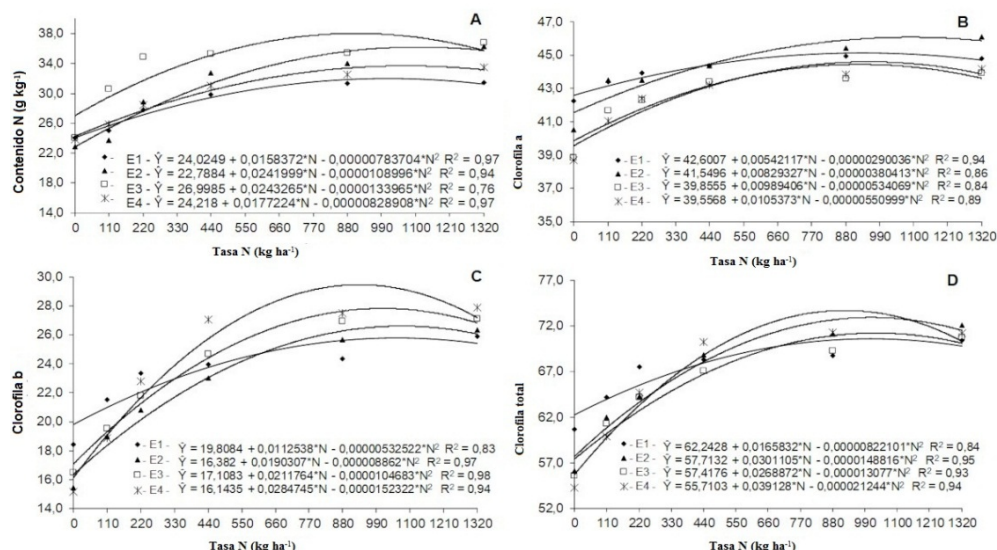 A
Contenido N (g kg⁻¹)
38,0
34,0
30,0
26,0
22,0
18,0
14,0
E1 - Ŷ = 24,0249 + 0,0158372*N - 0,00000783704*N² R² = 0,97
E2 - Ŷ = 22,7884 + 0,0241999*N - 0,0000108996*N² R² = 0,94
E3 - Ŷ = 26,9985 + 0,0243265*N - 0,0000133965*N² R² = 0,76
E4 - Ŷ = 24,218 + 0,0177224*N - 0,00000828908*N² R² = 0,97
0 110 220 330 440 550 660 770 880 990 1100 1210 1320
Tasa N (kg ha⁻¹)
B
Clorofila a
47,0
45,0
43,0
41,0
39,0
37,0
35,0
E1 - Ŷ = 42,6007 + 0,00542117*N - 0,00000290036*N² R² = 0,94
E2 - Ŷ = 41,5496 + 0,00829327*N - 0,00000380413*N² R² = 0,86
E3 - Ŷ = 39,8555 + 0,00989406*N - 0,00000534069*N² R² = 0,84
E4 - Ŷ = 39,5568 + 0,0105373*N - 0,00000550999*N² R² = 0,89
0 110 220 330 440 550 660 770 880 990 1100 1210 1320
Tasa N (kg ha⁻¹)
C
Clorofila b
30,0
28,0
26,0
24,0
22,0
20,0
18,0
16,0
14,0
E1 - Ŷ = 19,8084 + 0,0112538*N - 0,00000532522*N² R² = 0,83
E2 - Ŷ = 16,382 + 0,0190307*N - 0,000008862*N² R² = 0,97
E3 - Ŷ = 17,1083 + 0,0211764*N - 0,0000104683*N² R² = 0,98
E4 - Ŷ = 16,1435 + 0,0284745*N - 0,0000152322*N² R² = 0,94
0 110 220 330 440 550 660 770 880 990 1100 1210 1320
Tasa N (kg ha⁻¹)
D
Clorofila total
77,0
72,0
67,0
62,0
57,0
52,0
E1 - Ŷ = 62,2428 + 0,0165832*N - 0,00000822101*N² R² = 0,84
E2 - Ŷ = 57,7132 + 0,0301105*N - 0,0000148816*N² R² = 0,95
E3 - Ŷ = 57,4176 + 0,0268872*N - 0,000013077*N² R² = 0,93
E4 - Ŷ = 55,7103 + 0,039128*N - 0,000021244*N² R² = 0,94
0 110 220 330 440 550 660 770 880 990 1100 1210 1320
Tasa N (kg ha⁻¹)